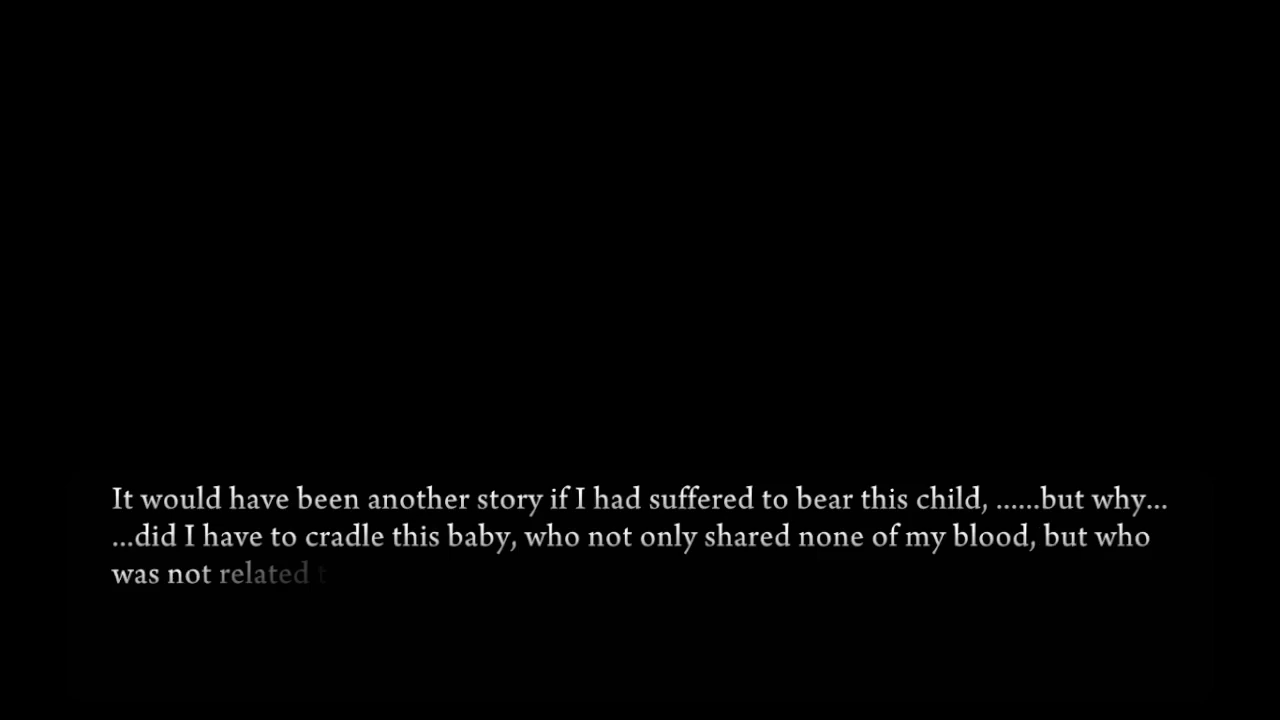 It would have been another story if I had suffered to bear this child, ......but why...
...did I have to cradle this baby, who not only shared none of my blood, but who
was not related t